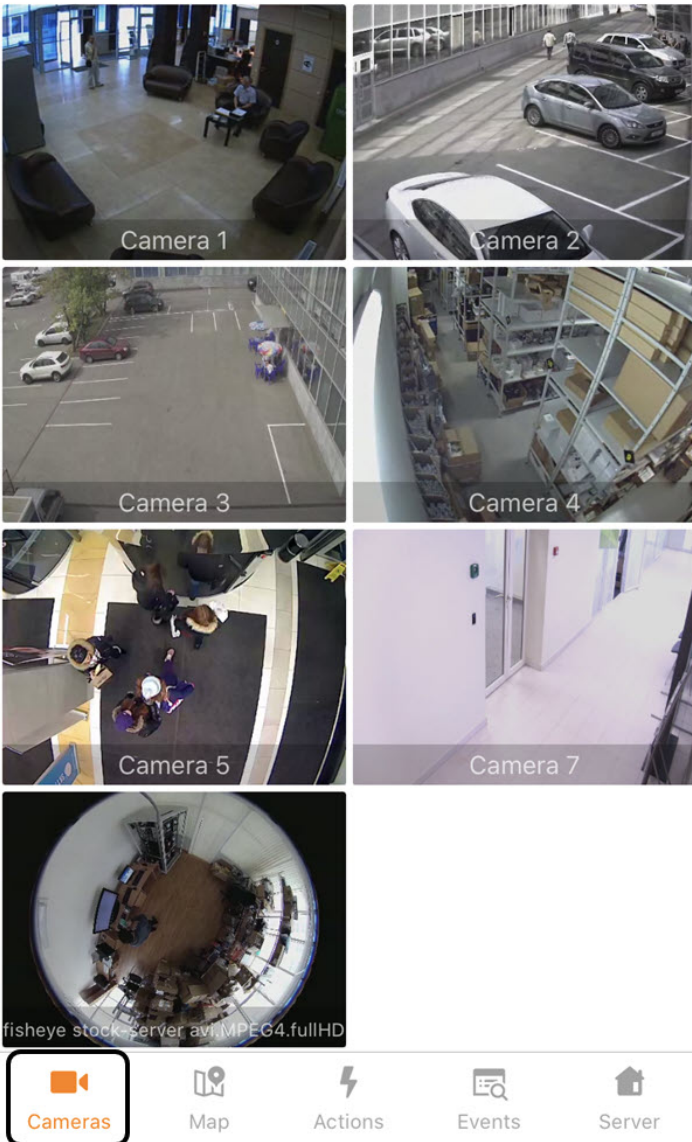 Camera 1
Camera 2
Camera 3
Camera 4
Camera 5
Camera 7
fisheye stock-server avi.MPEG4.fullHD
Cameras
Map
Actions
Events
Server